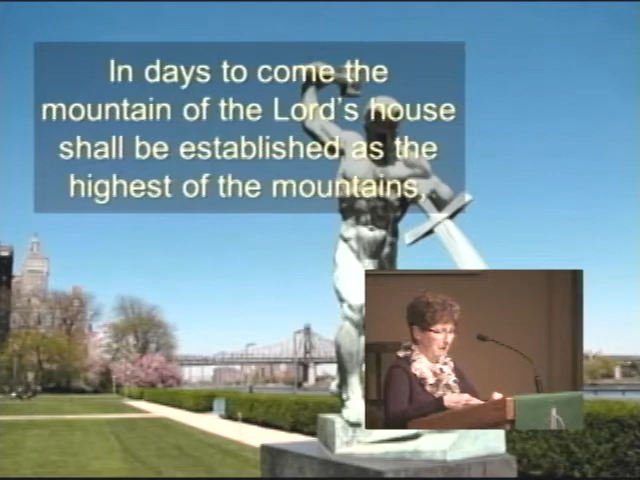 In days to come the
mountain of the Lord's house
shall be established as the
highest of the mountains,